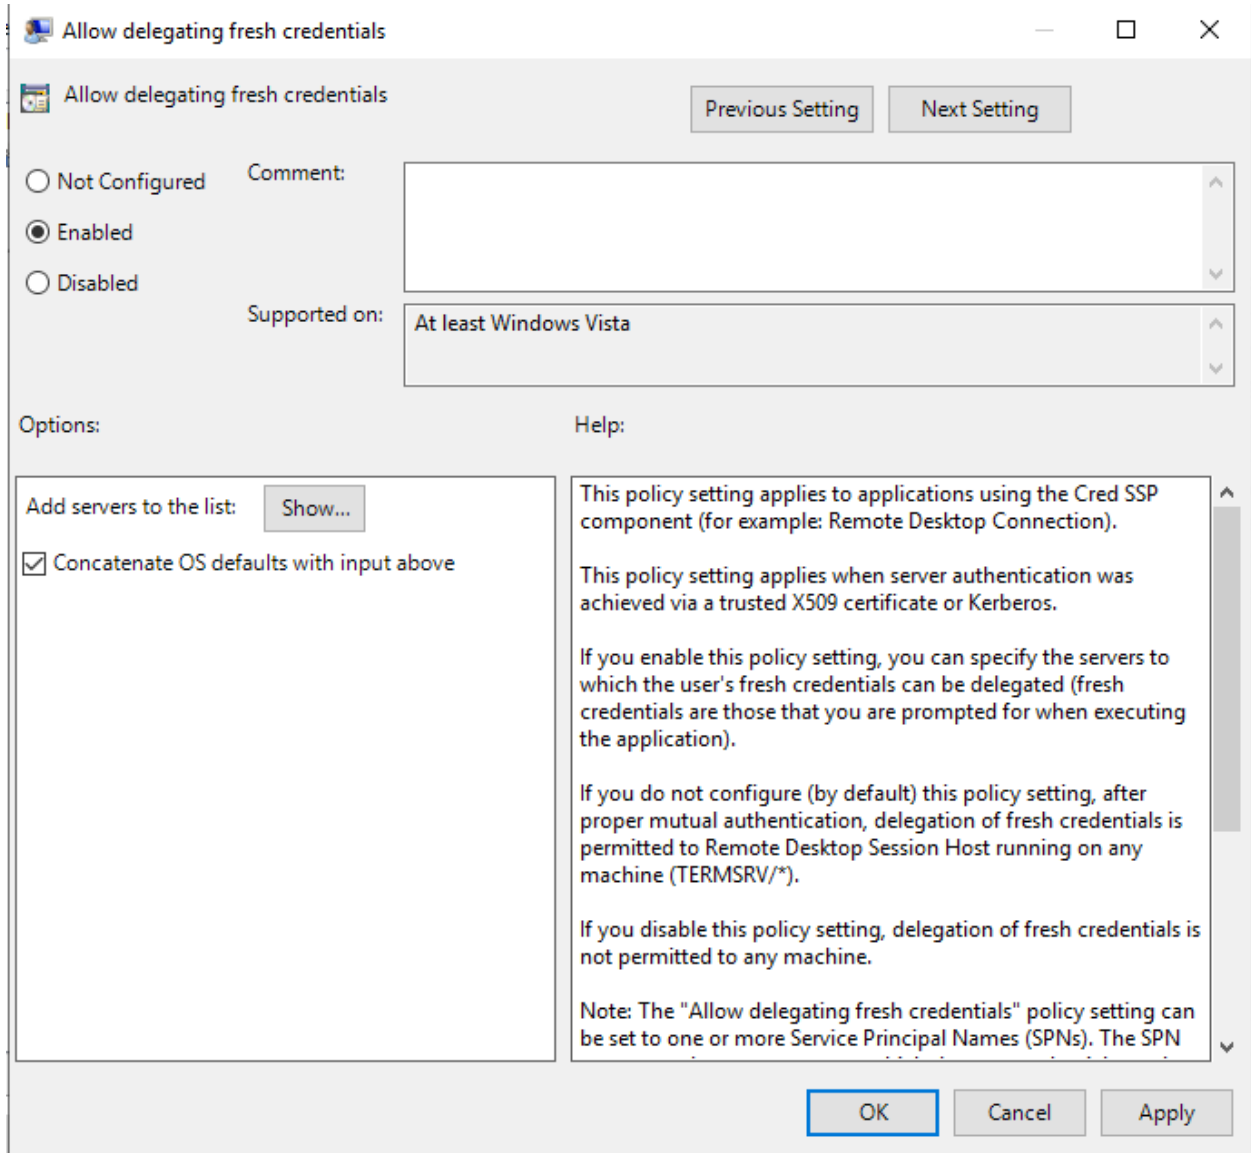 Allow delegating fresh credentials
Allow delegating fresh credentials
Previous Setting
Next Setting
Not Configured
Comment:
Enabled
Disabled
Supported on:
At least Windows Vista
Options:
Help:
Add servers to the list:
Show...
Concatenate OS defaults with input above
This policy setting applies to applications using the Cred SSP
component (for example: Remote Desktop Connection).
This policy setting applies when server authentication was
achieved via a trusted X509 certificate or Kerberos.
If you enable this policy setting, you can specify the servers to
which the user's fresh credentials can be delegated (fresh
credentials are those that you are prompted for when executing
the application).
If you do not configure (by default) this policy setting, after
proper mutual authentication, delegation of fresh credentials is
permitted to Remote Desktop Session Host running on any
machine (TERMSRV/*).
If you disable this policy setting, delegation of fresh credentials is
not permitted to any machine.
Note: The "Allow delegating fresh credentials" policy setting can
be set to one or more Service Principal Names (SPNs). The SPN
OK
Cancel
Apply